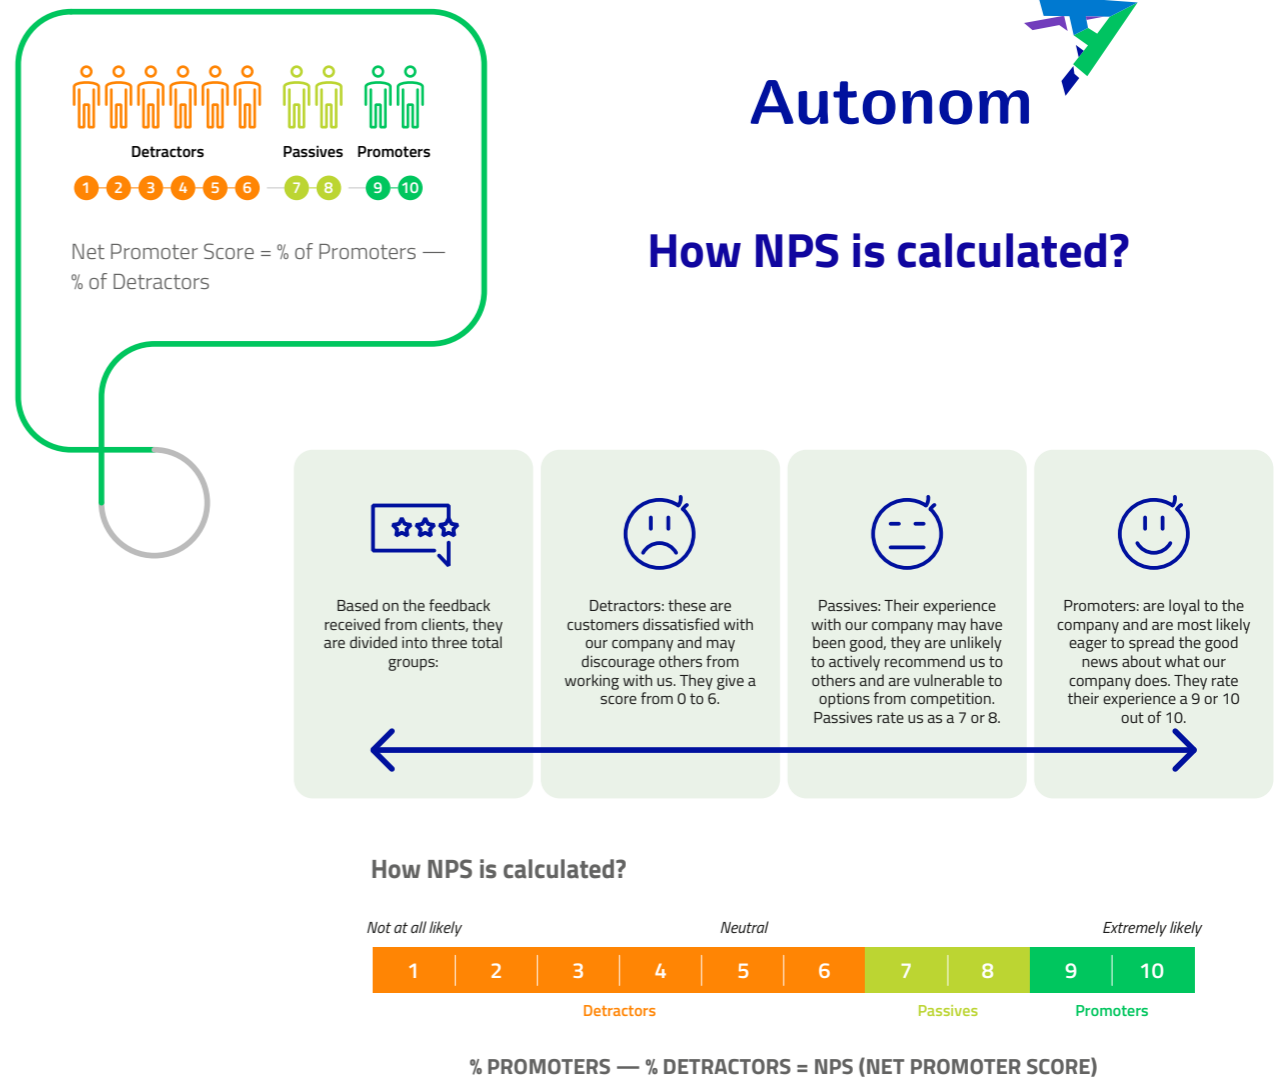 Autonom
How NPS is calculated?
Detractors Passives Promoters
1 2 3 4 5 6 7 8 9 10
Net Promoter Score = % of Promoters —
% of Detractors
Based on the feedback
received from clients, they
are divided into three total
groups:
Detractors: these are
customers dissatisfied with
our company and may
discourage others from
working with us. They give a
score from 0 to 6.
Passives: Their experience
with our company may have
been good, they are unlikely
to actively recommend us to
others and are vulnerable to
options from competition.
Passives rate us as a 7 or 8.
Promoters: are loyal to the
company and are most likely
eager to spread the good
news about what our
company does. They rate
their experience a 9 or 10
out of 10.
How NPS is calculated?
Not at all likely Neutral Extremely likely
1 2 3 4 5 6 7 8 9 10
Detractors Passives Promoters
% PROMOTERS — % DETRACTORS = NPS (NET PROMOTER SCORE)